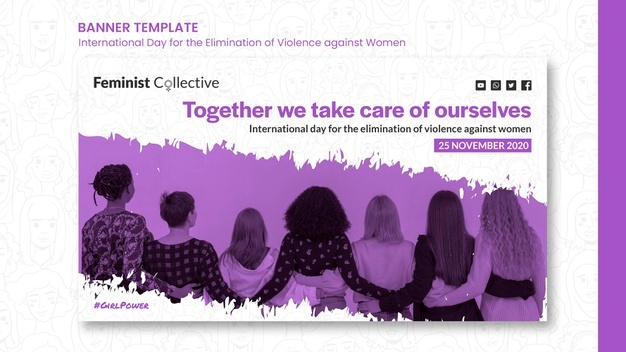 BANNER TEMPLATE
International Day for the Elimination of Violence against Women
Feminist Collective
Together we take care of ourselves
International day for the elimination of violence against women
25 NOVEMBER 2020
#GirlPower